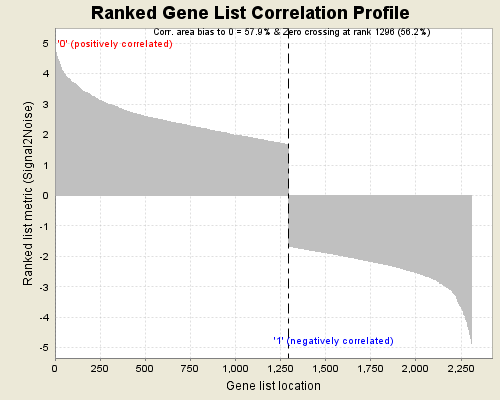 Ranked Gene List Correlation Profile
Corr. area bias to 0 = 57.9% & Zero crossing at rank 1296 (56.2%)
'0' (positively correlated)
5
4
3
2
1
0
-1
-2
-3
-4
-5
Ranked list metric (Signal2Noise)
'1' (negatively correlated)
0 250 500 750 1,000 1,250 1,500 1,750 2,000 2,250
Gene list location